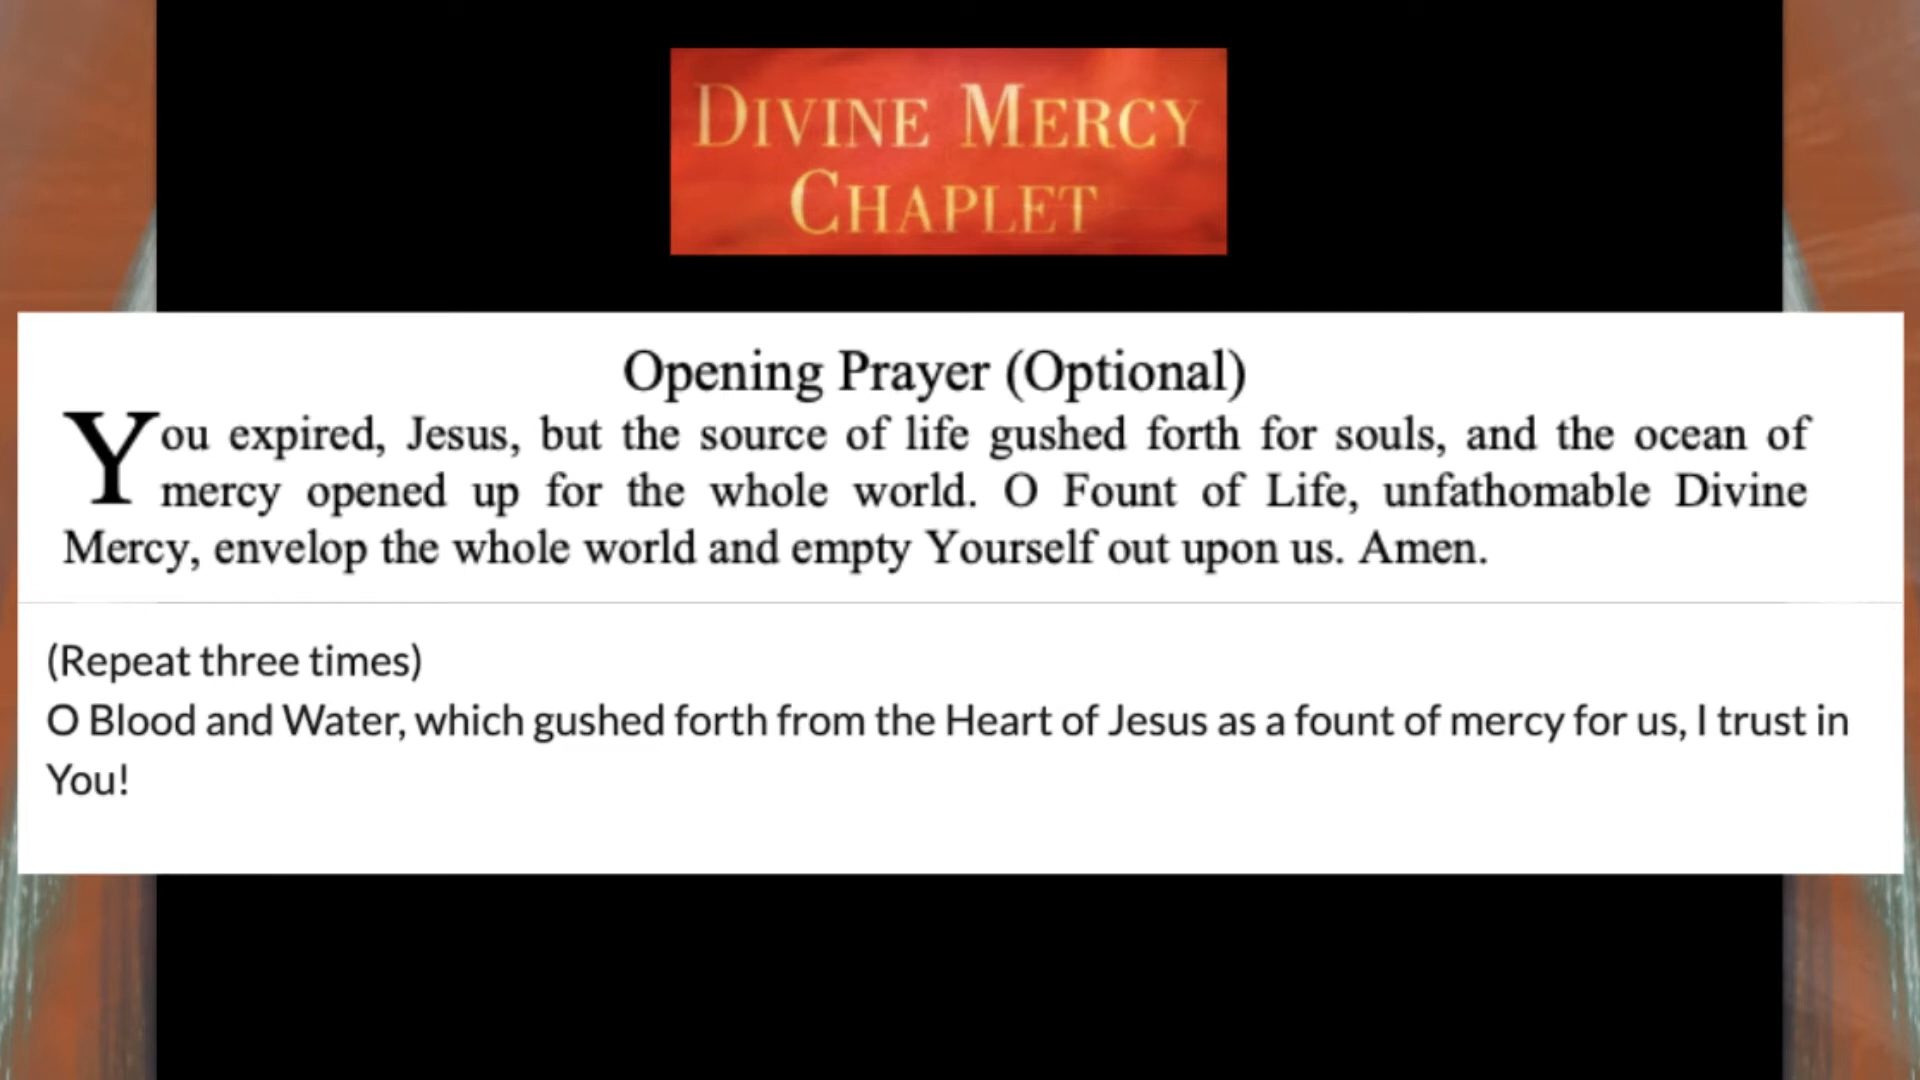 DIVINE MERCY
CHAPLET
Opening Prayer (Optional)
You expired, Jesus, but the source of life gushed forth for souls, and the ocean of
mercy opened up for the whole world. O Fount of Life, unfathomable Divine
Mercy, envelop the whole world and empty Yourself out upon us. Amen.
(Repeat three times)
O Blood and Water, which gushed forth from the Heart of Jesus as a fount of mercy for us, I trust in
You!